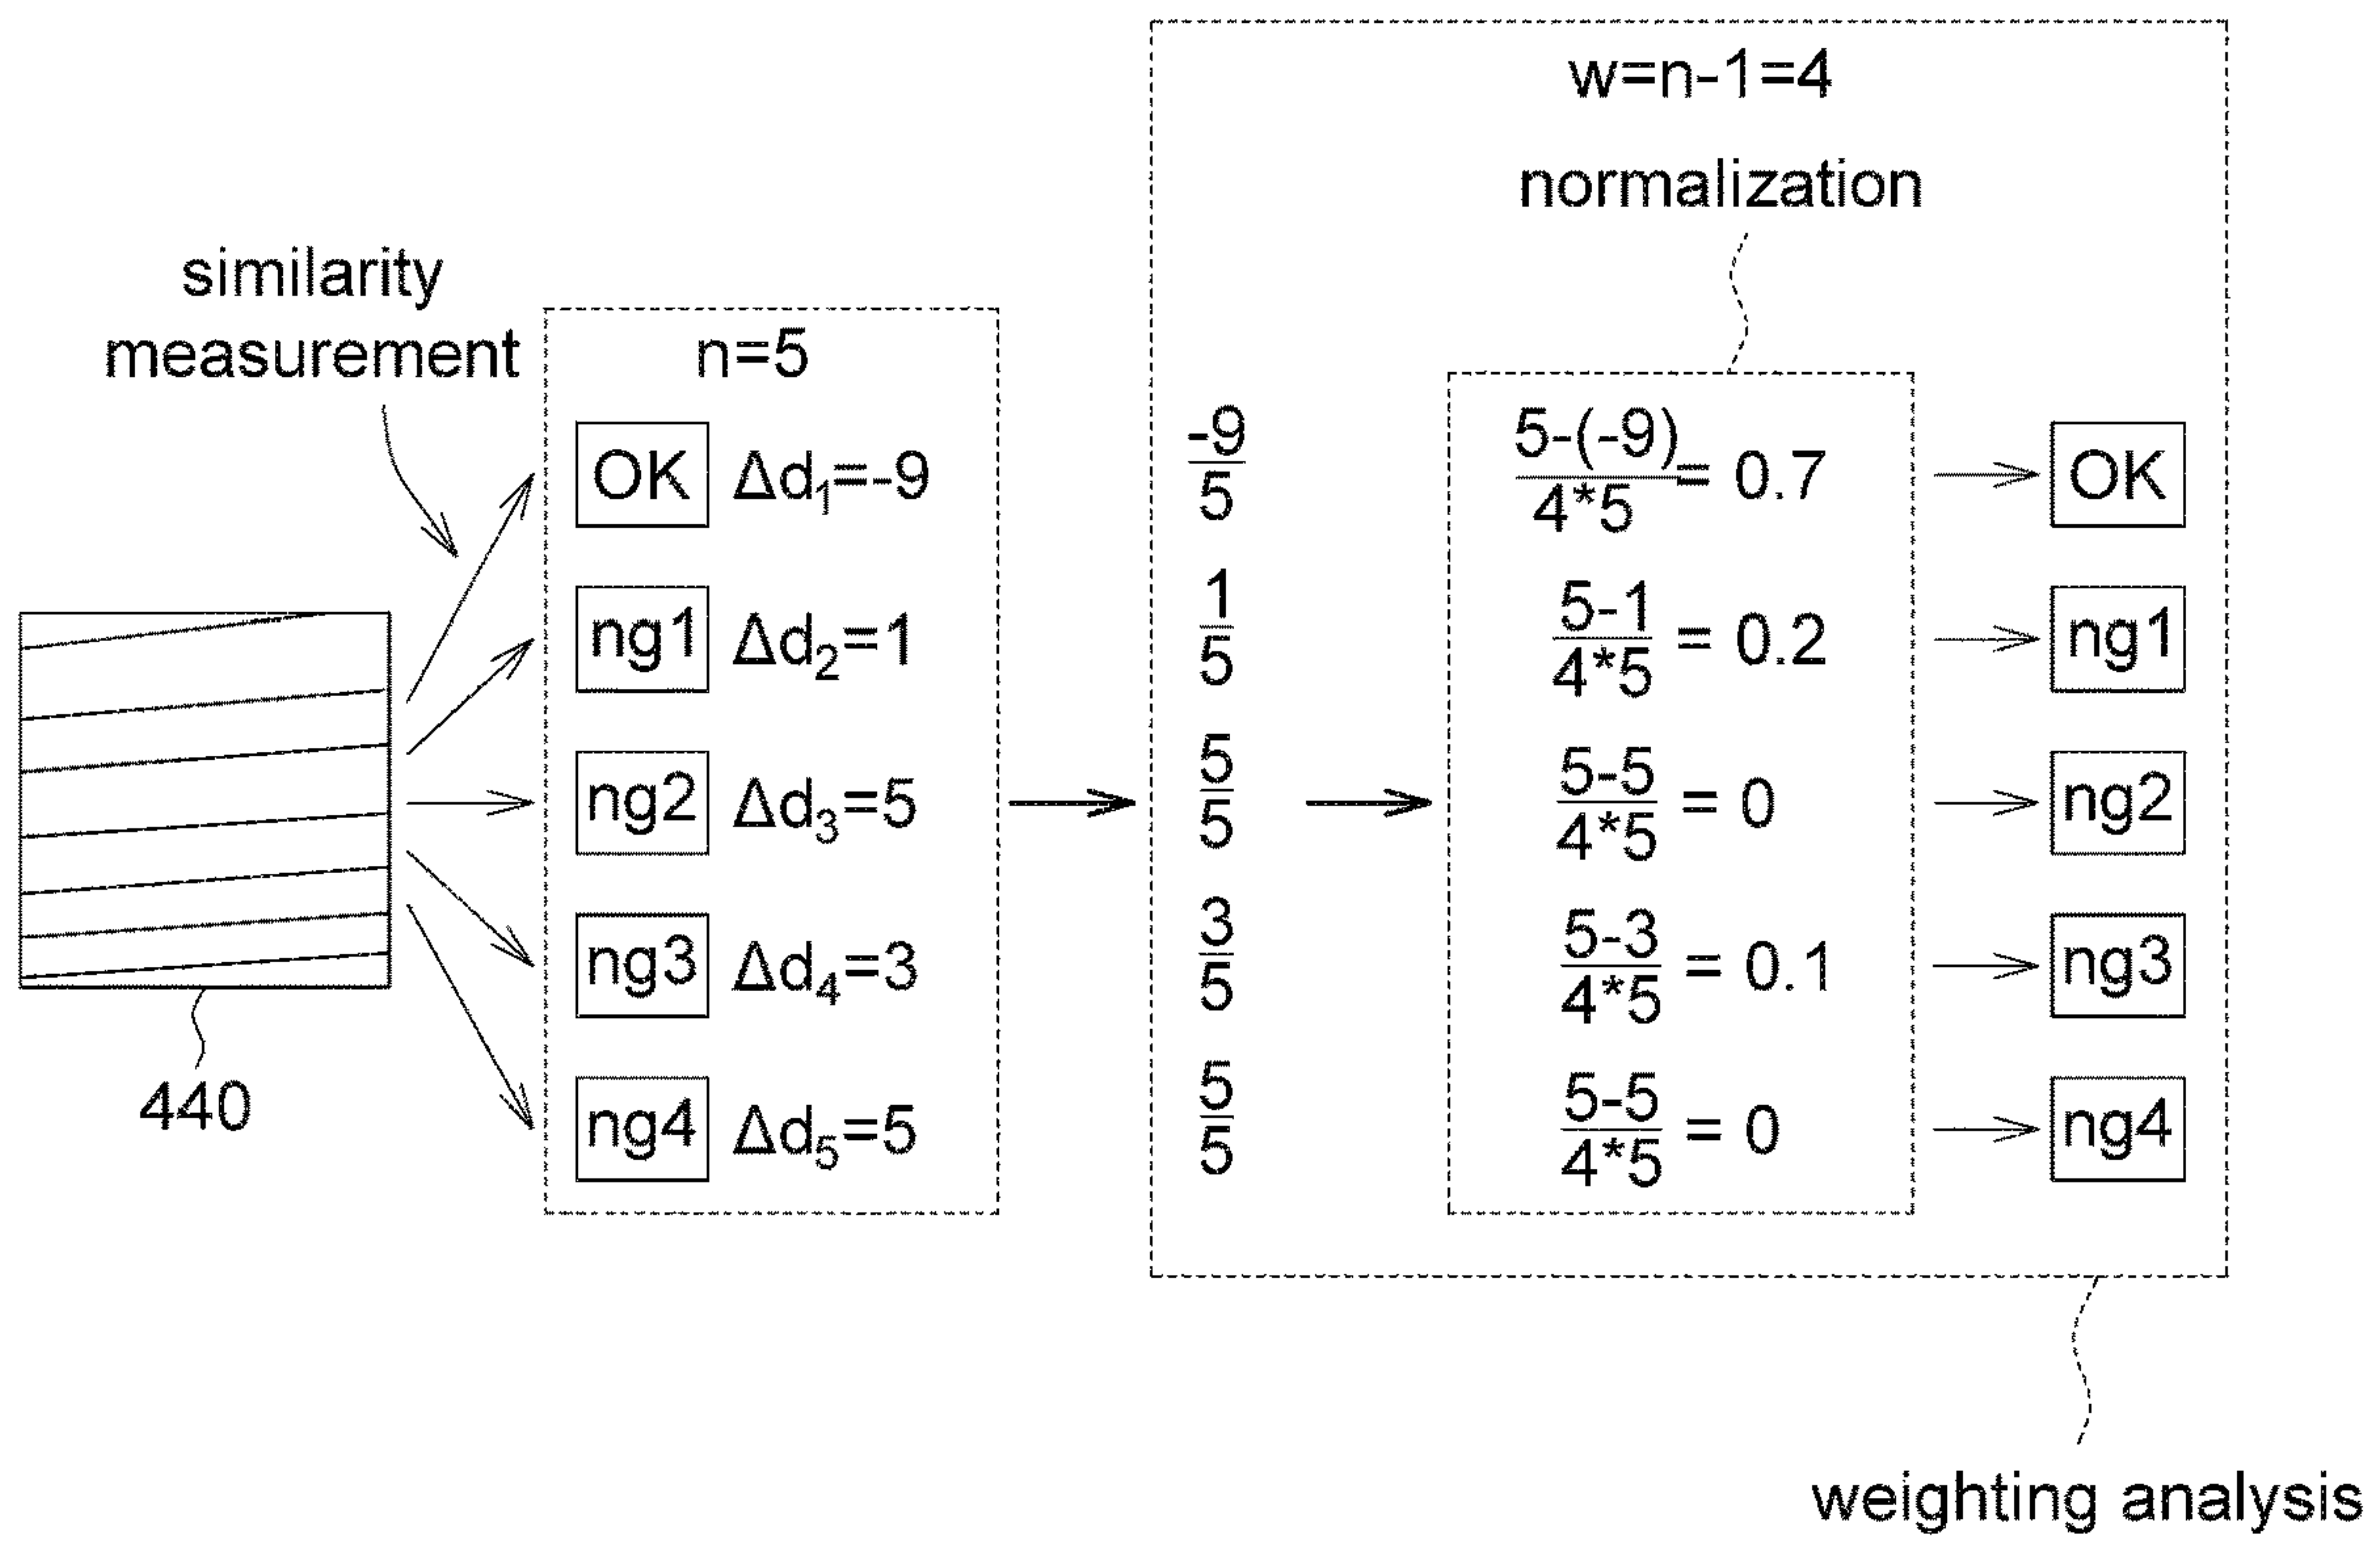 w=n-1=4
normalization
similarity
measurement
n=5
OK Δd1=-9 -9/5 5-(-9)/4*5 = 0.7 OK
ng1 Δd2=1 1/5 5-1/4*5 = 0.2 ng1
ng2 Δd3=5 5/5 5-5/4*5 = 0 ng2
ng3 Δd4=3 3/5 5-3/4*5 = 0.1 ng3
ng4 Δd5=5 5/5 5-5/4*5 = 0 ng4
440
weighting analysis